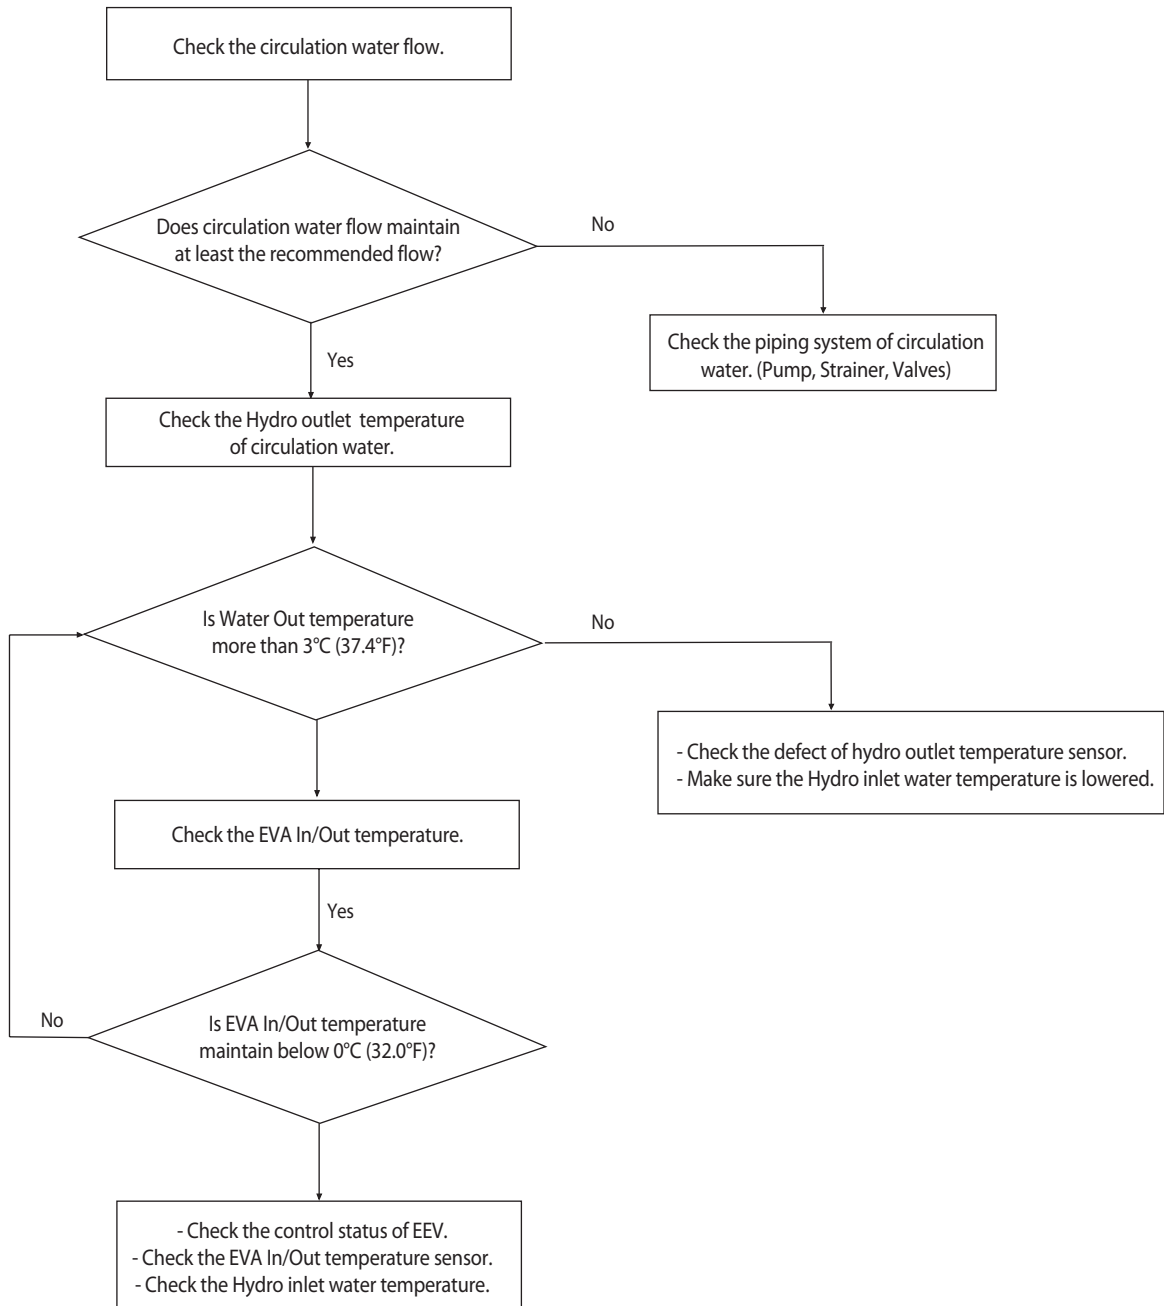 Check the circulation water flow.
Does circulation water flow maintain
at least the recommended flow?
No
Check the piping system of circulation
water. (Pump, Strainer, Valves)
Yes
Check the Hydro outlet temperature
of circulation water.
Is Water Out temperature
more than 3°C (37.4°F)?
No
- Check the defect of hydro outlet temperature sensor.
- Make sure the Hydro inlet water temperature is lowered.
Check the EVA In/Out temperature.
Yes
Is EVA In/Out temperature
maintain below 0°C (32.0°F)?
No
- Check the control status of EEV.
- Check the EVA In/Out temperature sensor.
- Check the Hydro inlet water temperature.